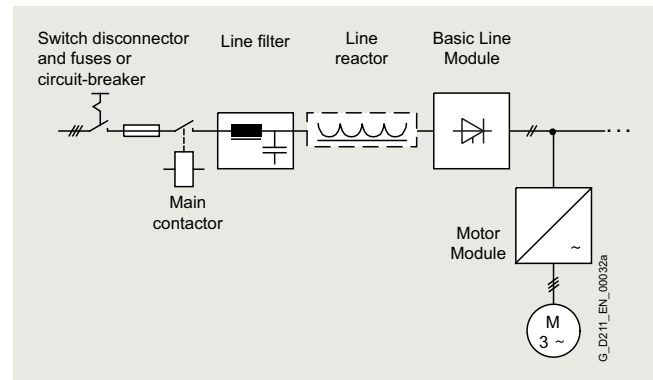 Switch disconnector
and fuses or
circuit-breaker
Line filter
Line
reactor
Basic Line
Module
Main
contactor
Motor
Module
~
M
3 ~
G_D211_EN_00032a